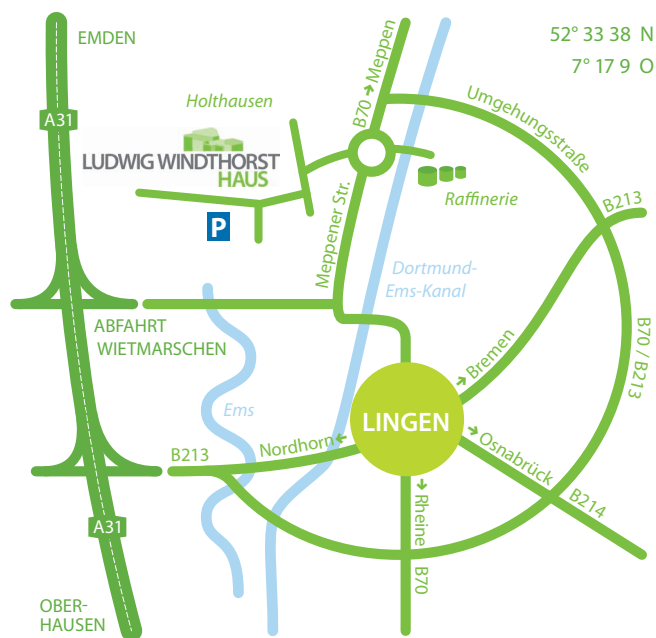 EMDEN
52° 33 38 N
7° 17 9 O
A31
Holthausen
B70 → Meppen
Umgehungsstraße
LUDWIG WINDTHORST
HAUS
P
Raffinerie
B213
Meppener Str.
Dortmund-
Ems-Kanal
ABFAHRT
WIETMARSCHEN
B70 / B213
→ Bremen
Ems
LINGEN
B213
Nordhorn ←
→ Osnabrück
B214
→ Rheine
B70
A31
OBER-
HAUSEN